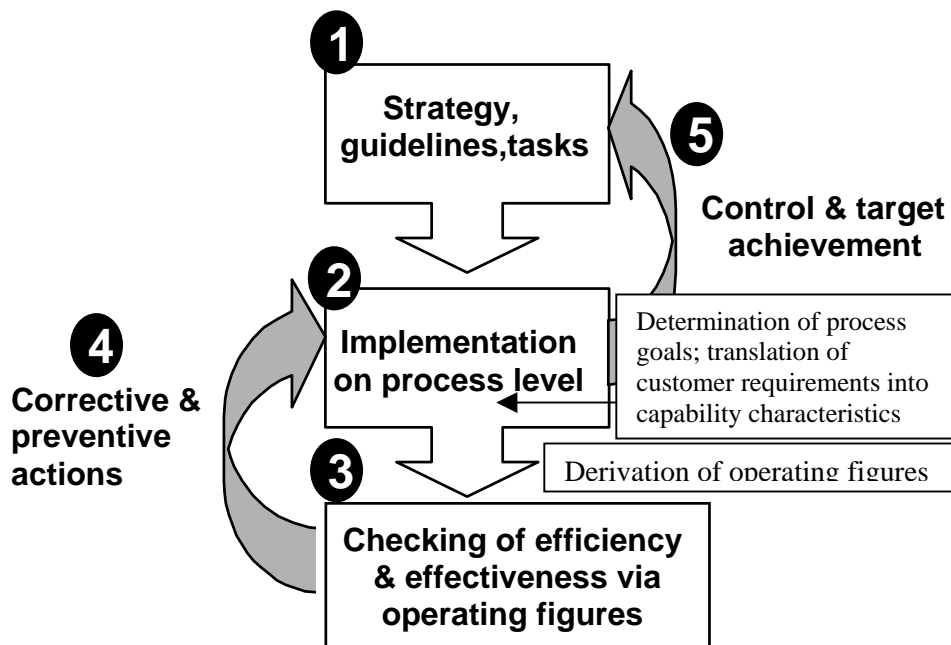 1
Strategy,
guidelines,tasks
5
Control & target
achievement
2
Implementation
on process level
Determination of process
goals; translation of
customer requirements into
capability characteristics
4
Corrective &
preventive
actions
Derivation of operating figures
3
Checking of efficiency
& effectiveness via
operating figures